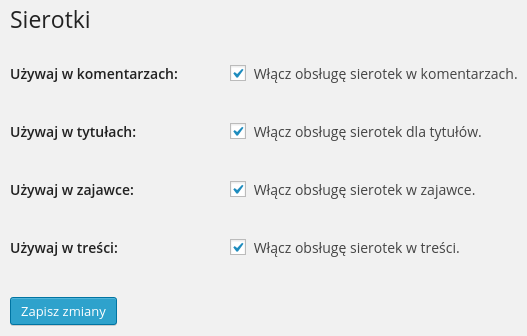 Sierotki
Używaj w komentarzach: Włącz obsługę sierotek w komentarzach.
Używaj w tytułach: Włącz obsługę sierotek dla tytułów.
Używaj w zajawce: Włącz obsługę sierotek w zajawce.
Używaj w treści: Włącz obsługę sierotek w treści.
Zapisz zmiany